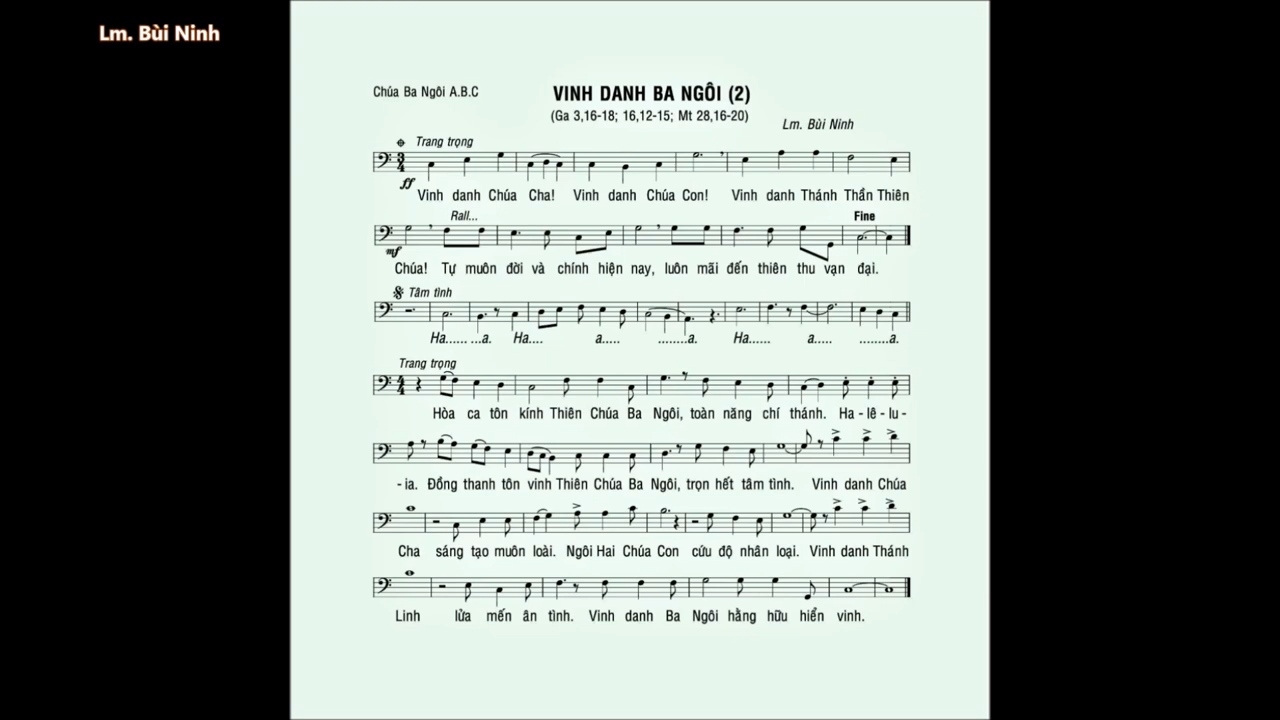 Lm. Bùi Ninh
Chúa Ba Ngôi A.B.C
VINH DANH BA NGÔI (2)
(Ga 3,16-18; 16,12-15; Mt 28,16-20)
Lm. Bùi Ninh
Trang trọng
3 4
ff
Vinh danh Chúa Cha! Vinh danh Chúa Con! Vinh danh Thánh Thần Thiên
Rall... Fine
mf
Chúa! Tự muôn đời và chính hiện nay, luôn mãi đến thiên thu vạn đại.
Tâm tình
Ha...... ...a. Ha.... a..... ........a. Ha...... a..... ........a.
Trang trọng
4 4
Hòa ca tôn kính Thiên Chúa Ba Ngôi, toàn năng chí thánh. Ha - lê - lu -
- ia. Đồng thanh tôn vinh Thiên Chúa Ba Ngôi, trọn hết tâm tình. Vinh danh Chúa
Cha sáng tạo muôn loài. Ngôi Hai Chúa Con cứu độ nhân loại. Vinh danh Thánh
Linh lửa mến ân tình. Vinh danh Ba Ngôi hằng hữu hiển vinh.